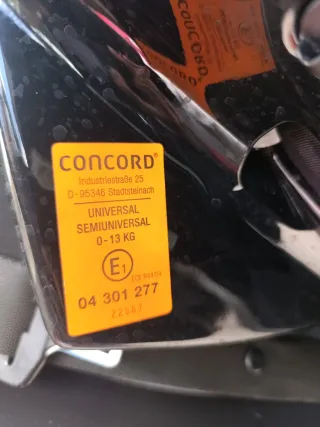 CONCORD®
Industriestraße 25
D-95346 Stadtsteinach
UNIVERSAL
SEMIUNIVERSAL
0-13 KG
E1
04 301 277